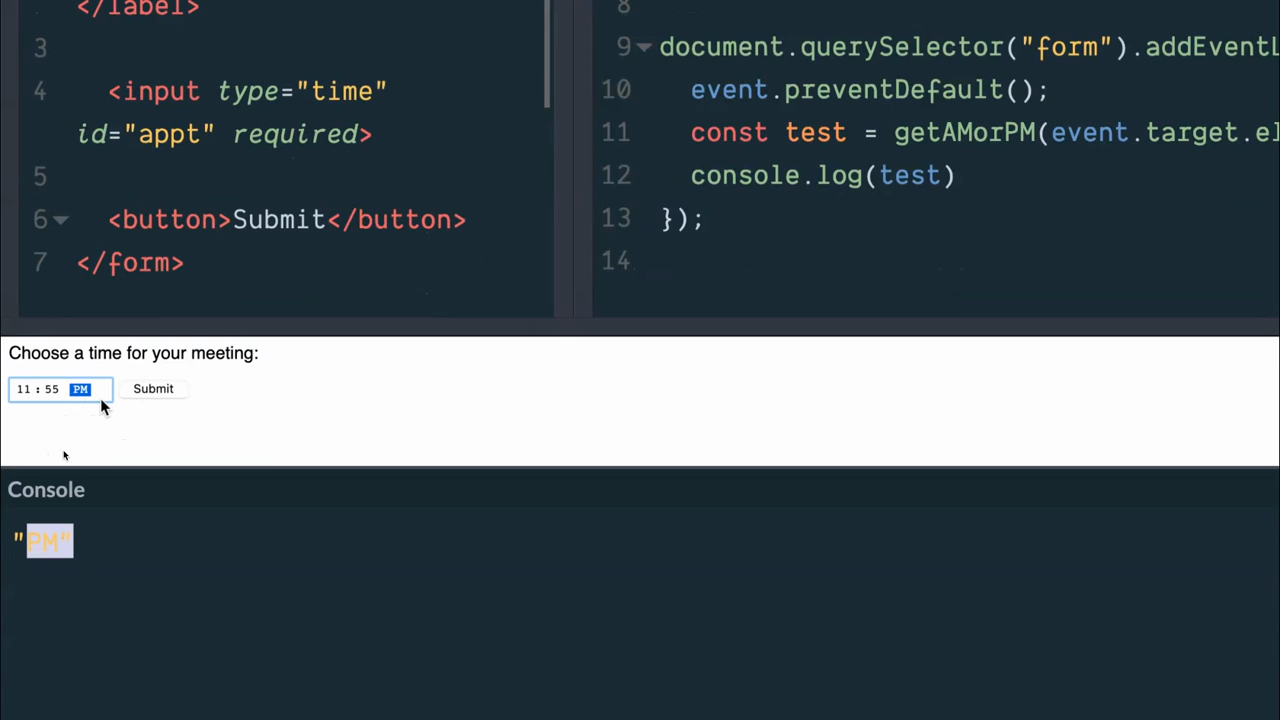 </label>
3
4 <input type="time"
id="appt" required>
5
6 <button>Submit</button>
7 </form>
8
9 document.querySelector("form").addEventL
10 event.preventDefault();
11 const test = getAMorPM(event.target.el
12 console.log(test)
13 });
14
Choose a time for your meeting:
11 : 55 PM Submit
Console
"PM"